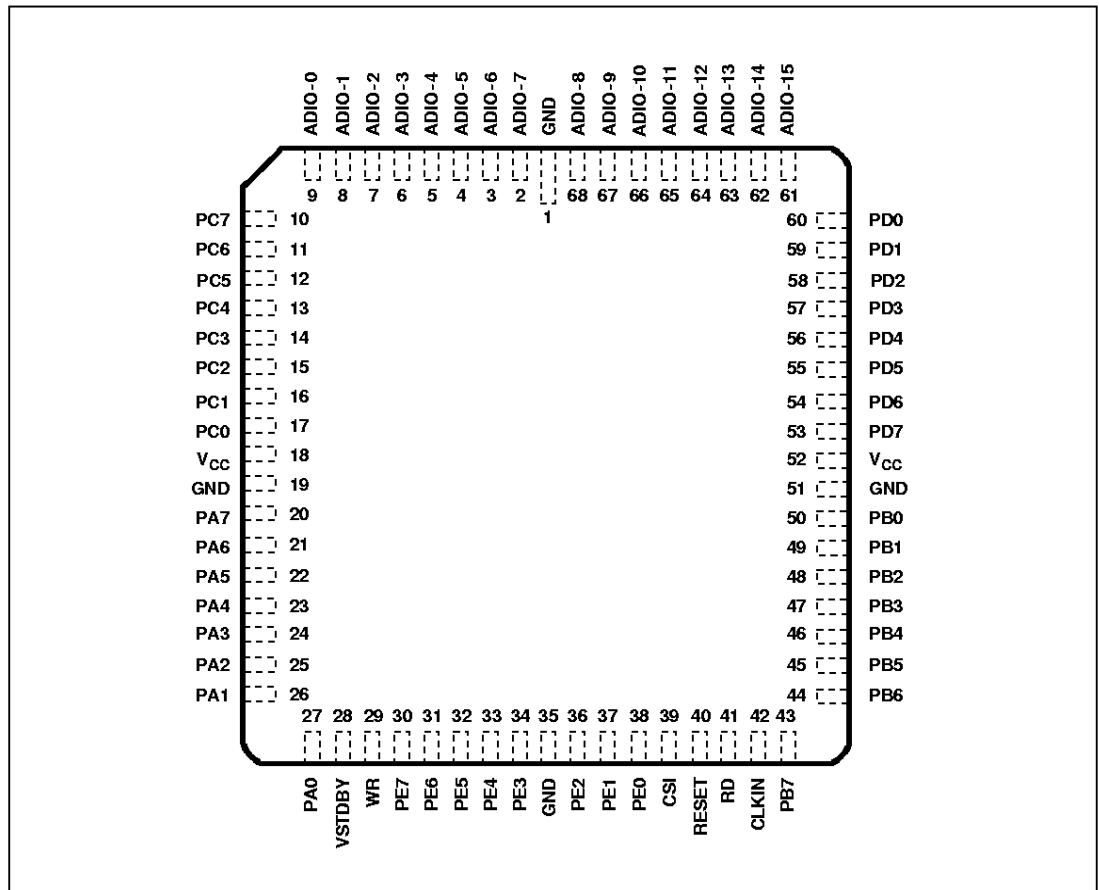 ADIO-0 ADIO-1 ADIO-2 ADIO-3 ADIO-4 ADIO-5 ADIO-6 ADIO-7 GND ADIO-8 ADIO-9 ADIO-10 ADIO-11 ADIO-12 ADIO-13 ADIO-14 ADIO-15
9 8 7 6 5 4 3 2 1 68 67 66 65 64 63 62 61
PC7 10 60 PD0
PC6 11 59 PD1
PC5 12 58 PD2
PC4 13 57 PD3
PC3 14 56 PD4
PC2 15 55 PD5
PC1 16 54 PD6
PC0 17 53 PD7
VCC 18 52 VCC
GND 19 51 GND
PA7 20 50 PB0
PA6 21 49 PB1
PA5 22 48 PB2
PA4 23 47 PB3
PA3 24 46 PB4
PA2 25 45 PB5
PA1 26 44 PB6
27 28 29 30 31 32 33 34 35 36 37 38 39 40 41 42 43
PA0 VSTDBY WR PE7 PE6 PE5 PE4 PE3 GND PE2 PE1 PE0 CSI RESET RD CLKIN PB7